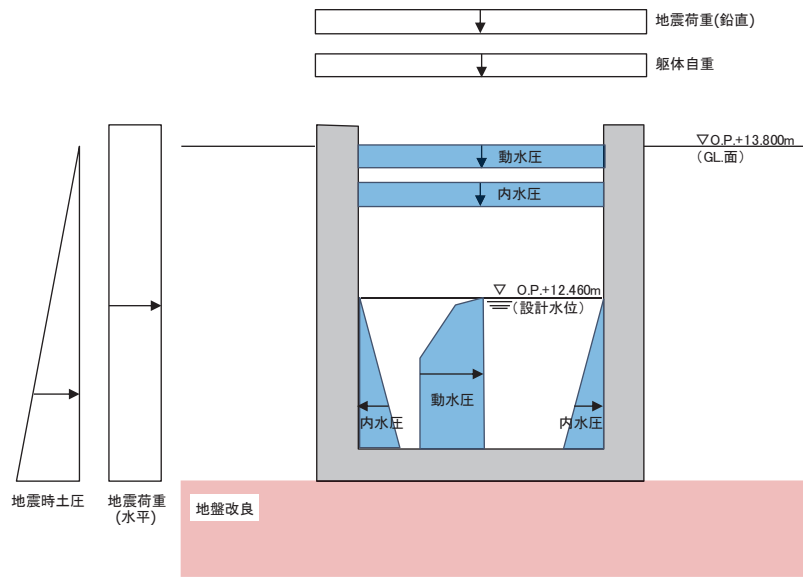 地震荷重(鉛直)
躯体自重
▽O.P.+13.800m
(GL.面)
動水圧
内水圧
▽ O.P.+12.460m
(設計水位)
内水圧
動水圧
内水圧
地震時土圧
地震荷重
(水平)
地盤改良